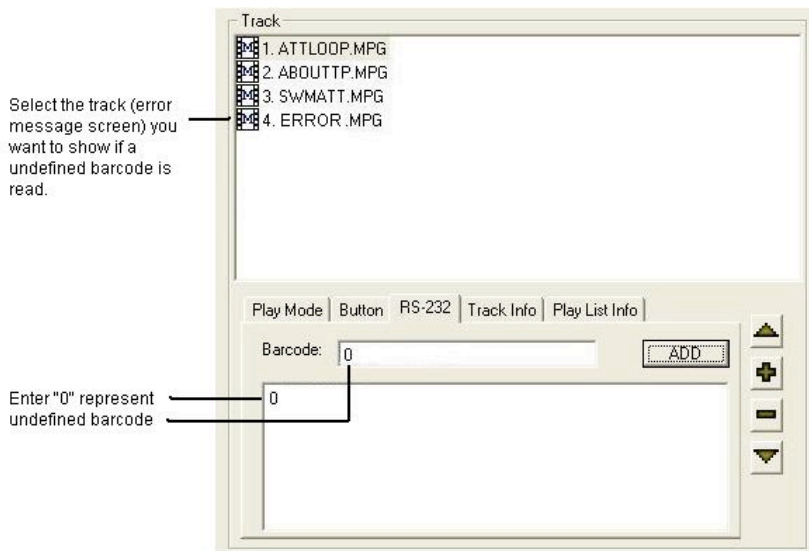 Track
1. ATTLOOP.MPG
2. ABOUTTP.MPG
3. SWMATT.MPG
4. ERROR .MPG
Select the track (error
message screen) you
want to show if a
undefined barcode is
read.
Play Mode Button RS-232 Track Info Play List Info
Barcode: 0 ADD
0
Enter "0" represent
undefined barcode